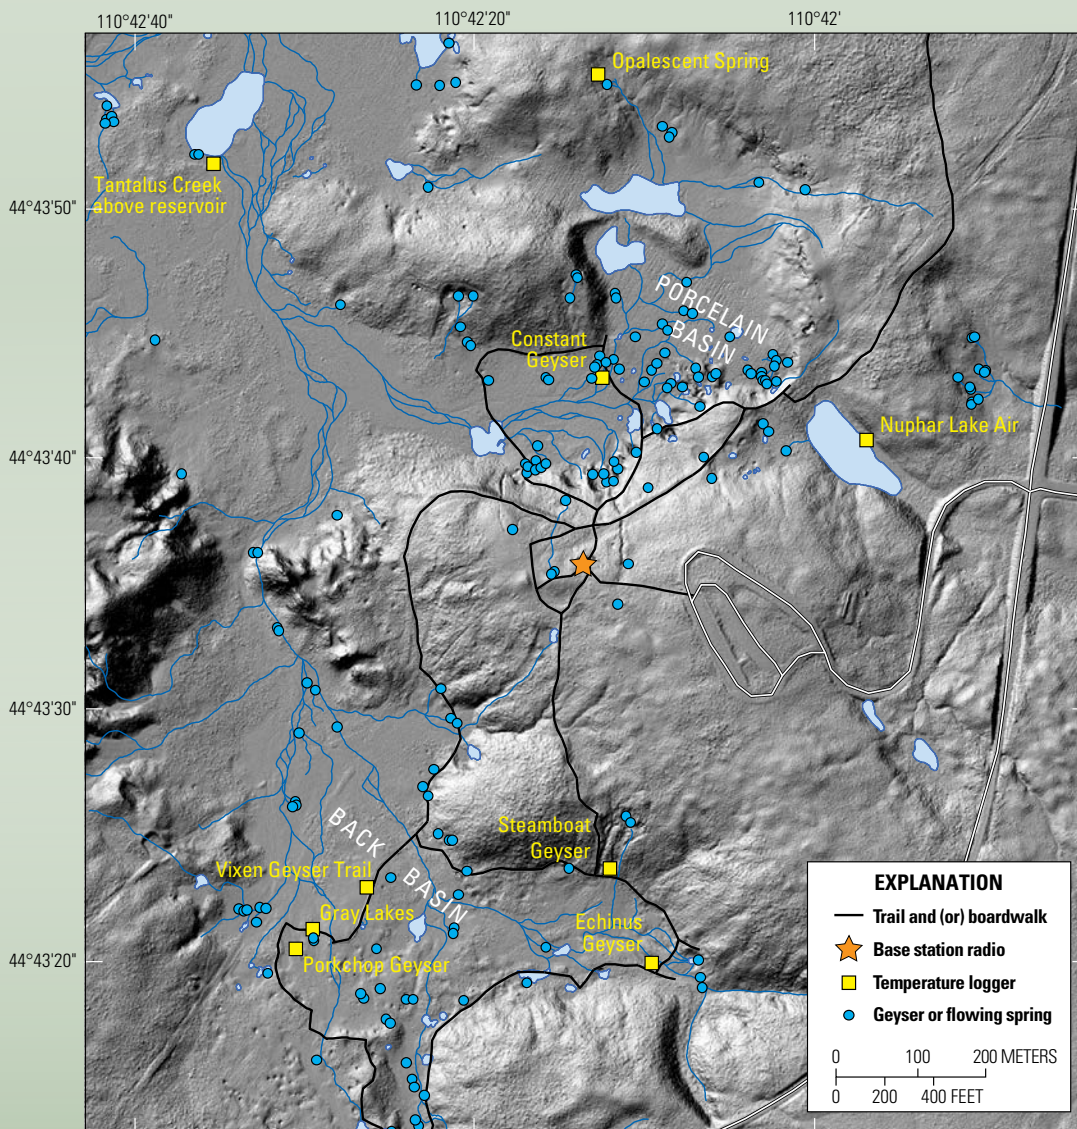 110°42'40"
110°42'20"
110°42'
Opalescent Spring
Tantalus Creek
above reservoir
44°43'50"
PORCELAIN
BASIN
Constant
Geyser
Nuphar Lake Air
44°43'40"
44°43'30"
Steamboat
Geyser
BACK
BASIN
Vixen Geyser Trail
Gray Lakes
Echinus
Geyser
Porkchop Geyser
44°43'20"
EXPLANATION
Trail and (or) boardwalk
Base station radio
Temperature logger
Geyser or flowing spring
0 100 200 METERS
0 200 400 FEET